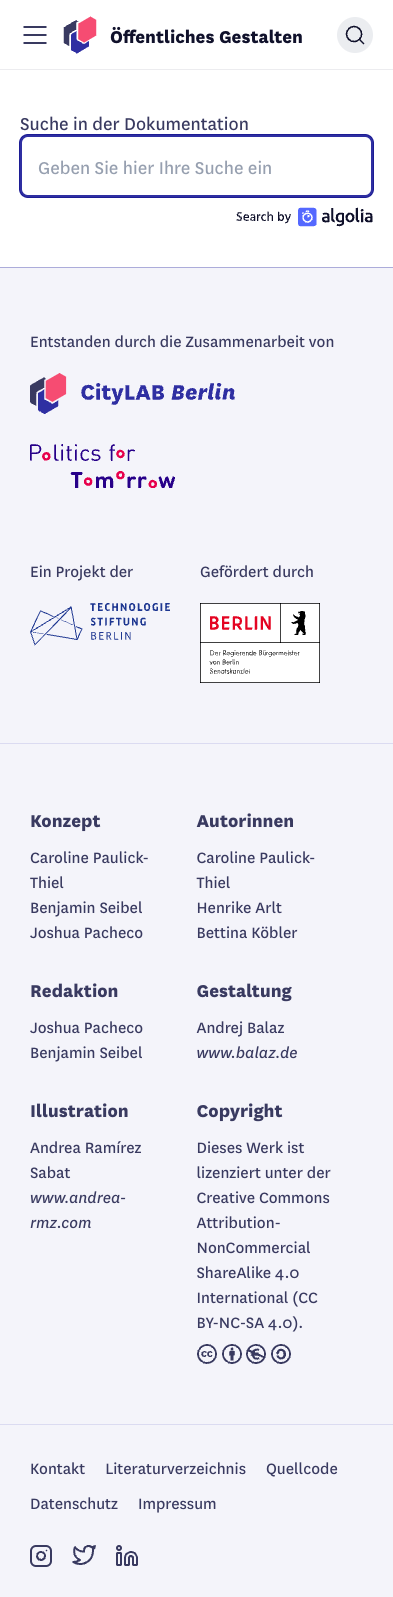 Öffentliches Gestalten
Suche in der Dokumentation
Geben Sie hier Ihre Suche ein
Search by algolia
Entstanden durch die Zusammenarbeit von
CityLAB Berlin
Politics for
Tomorrow
Ein Projekt der
TECHNOLOGIE
STIFTUNG
BERLIN
Gefördert durch
BERLIN
Der Regierende Bürgermeister
von Berlin
Senatskanzlei
Konzept
Caroline Paulick-
Thiel
Benjamin Seibel
Joshua Pacheco
Autorinnen
Caroline Paulick-
Thiel
Henrike Arlt
Bettina Köbler
Redaktion
Joshua Pacheco
Benjamin Seibel
Gestaltung
Andrej Balaz
www.balaz.de
Illustration
Andrea Ramírez
Sabat
www.andrea-
rmz.com
Copyright
Dieses Werk ist
lizenziert unter der
Creative Commons
Attribution-
NonCommercial
ShareAlike 4.0
International (CC
BY-NC-SA 4.0).
Kontakt Literaturverzeichnis Quellcode
Datenschutz Impressum